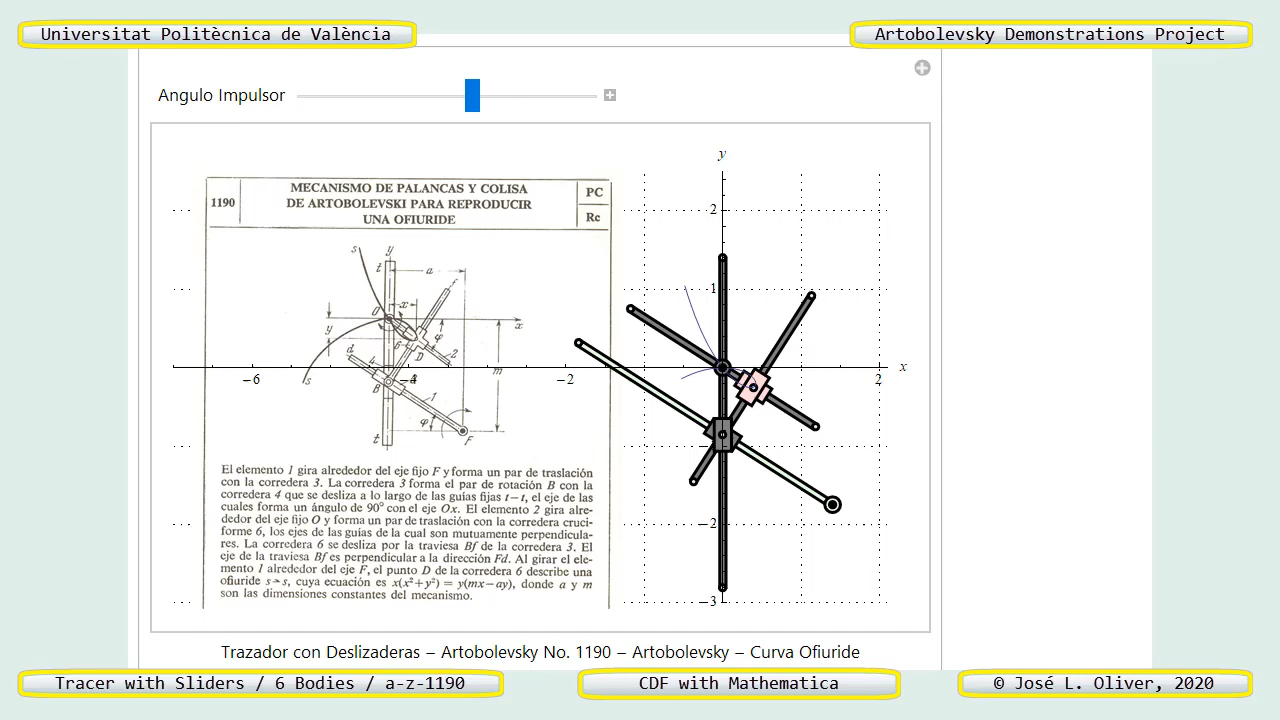 Universitat Politècnica de València
Artobolevsky Demonstrations Project
Angulo Impulsor
1190
MECANISMO DE PALANCAS Y COLISA
DE ARTOBOLEVSKI PARA REPRODUCIR
UNA OFIURIDE
PC
Rc
s
y
t
a
f
O
x
x
y
φ
6
d
D
2
m
4
B
1
φ
s
t
F
El elemento 1 gira alrededor del eje fijo F y forma un par de traslación
con la corredera 3. La corredera 3 forma el par de rotación B con la
corredera 4 que se desliza a lo largo de las guías fijas t–t, el eje de las
cuales forma un ángulo de 90° con el eje Ox. El elemento 2 gira alre-
dedor del eje fijo O y forma un par de traslación con la corredera cruci-
forme 6, los ejes de las guías de la cual son mutuamente perpendicula-
res. La corredera 6 se desliza por la traviesa Bf de la corredera 3. El
eje de la traviesa Bf es perpendicular a la dirección Fd. Al girar el ele-
mento 1 alrededor del eje F, el punto D de la corredera 6 describe una
ofiuride s–s, cuya ecuación es x(x²+y²) = y(mx–ay), donde a y m
son las dimensiones constantes del mecanismo.
y
2
1
−6
−4
−2
2
x
−2
−3
Trazador con Deslizaderas – Artobolevsky No. 1190 – Artobolevsky – Curva Ofiuride
Tracer with Sliders / 6 Bodies / a-z-1190
CDF with Mathematica
© José L. Oliver, 2020